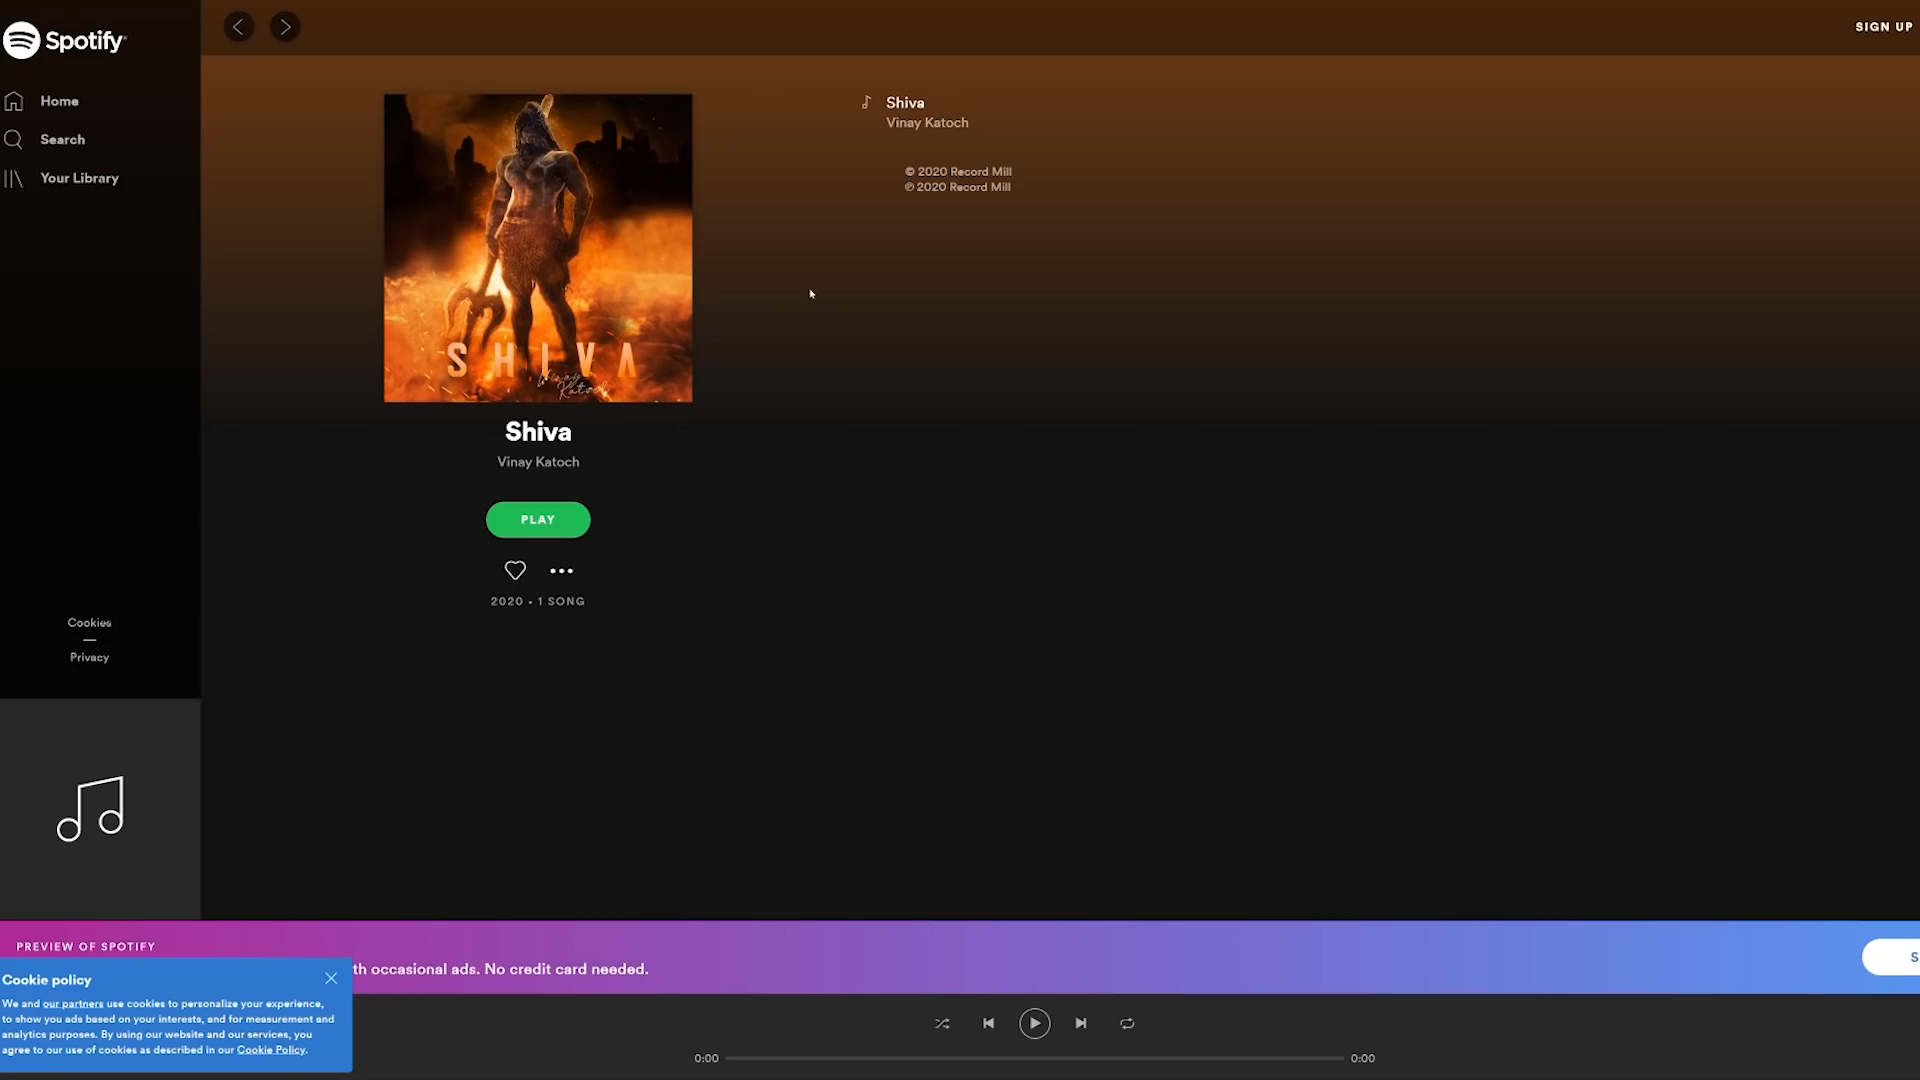 Spotify
Home
Search
Your Library
Cookies
Privacy
SIGN UP
SHIVA
Vinay
Katoch
Shiva
Vinay Katoch
PLAY
2020 • 1 SONG
Shiva
Vinay Katoch
© 2020 Record Mill
℗ 2020 Record Mill
PREVIEW OF SPOTIFY
th occasional ads. No credit card needed.
S
Cookie policy
We and our partners use cookies to personalize your experience,
to show you ads based on your interests, and for measurement and
analytics purposes. By using our website and our services, you
agree to our use of cookies as described in our Cookie Policy.
0:00
0:00